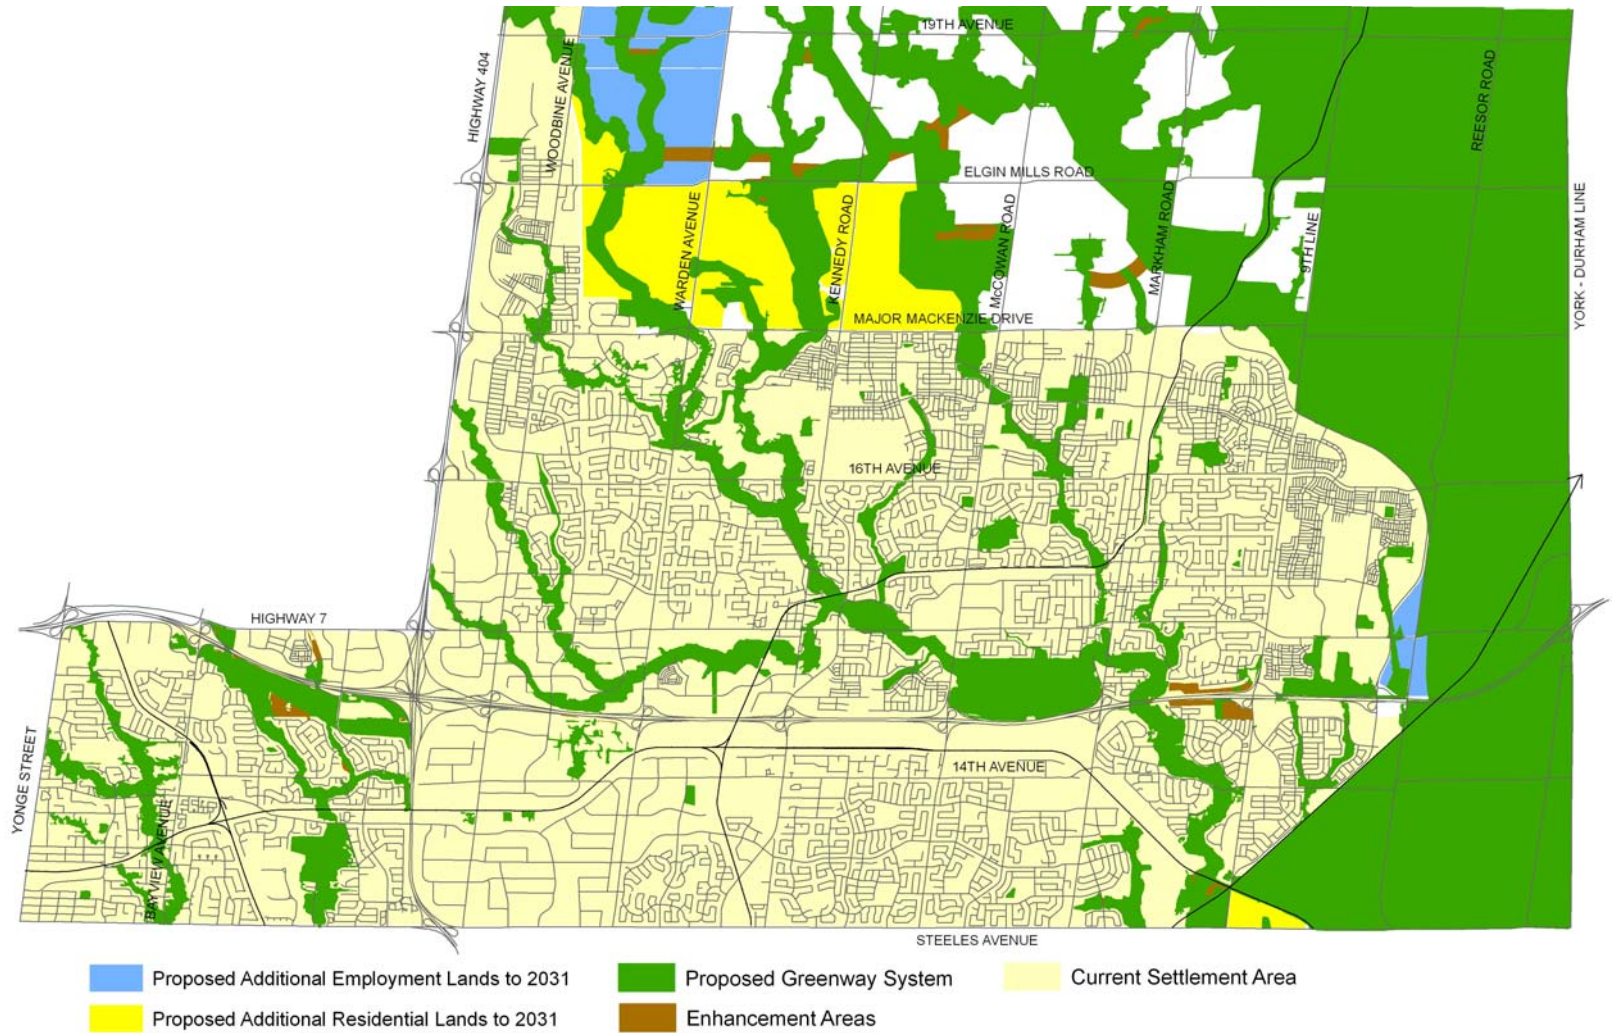 19TH AVENUE
HIGHWAY 404
WOODBINE AVENUE
REESOR ROAD
ELGIN MILLS ROAD
WARDEN AVENUE
KENNEDY ROAD
McCOWAN ROAD
MARKHAM ROAD
9TH LINE
YORK - DURHAM LINE
MAJOR MACKENZIE DRIVE
16TH AVENUE
HIGHWAY 7
YONGE STREET
BAYVIEW AVENUE
14TH AVENUE
STEELES AVENUE
Proposed Additional Employment Lands to 2031
Proposed Greenway System
Current Settlement Area
Proposed Additional Residential Lands to 2031
Enhancement Areas